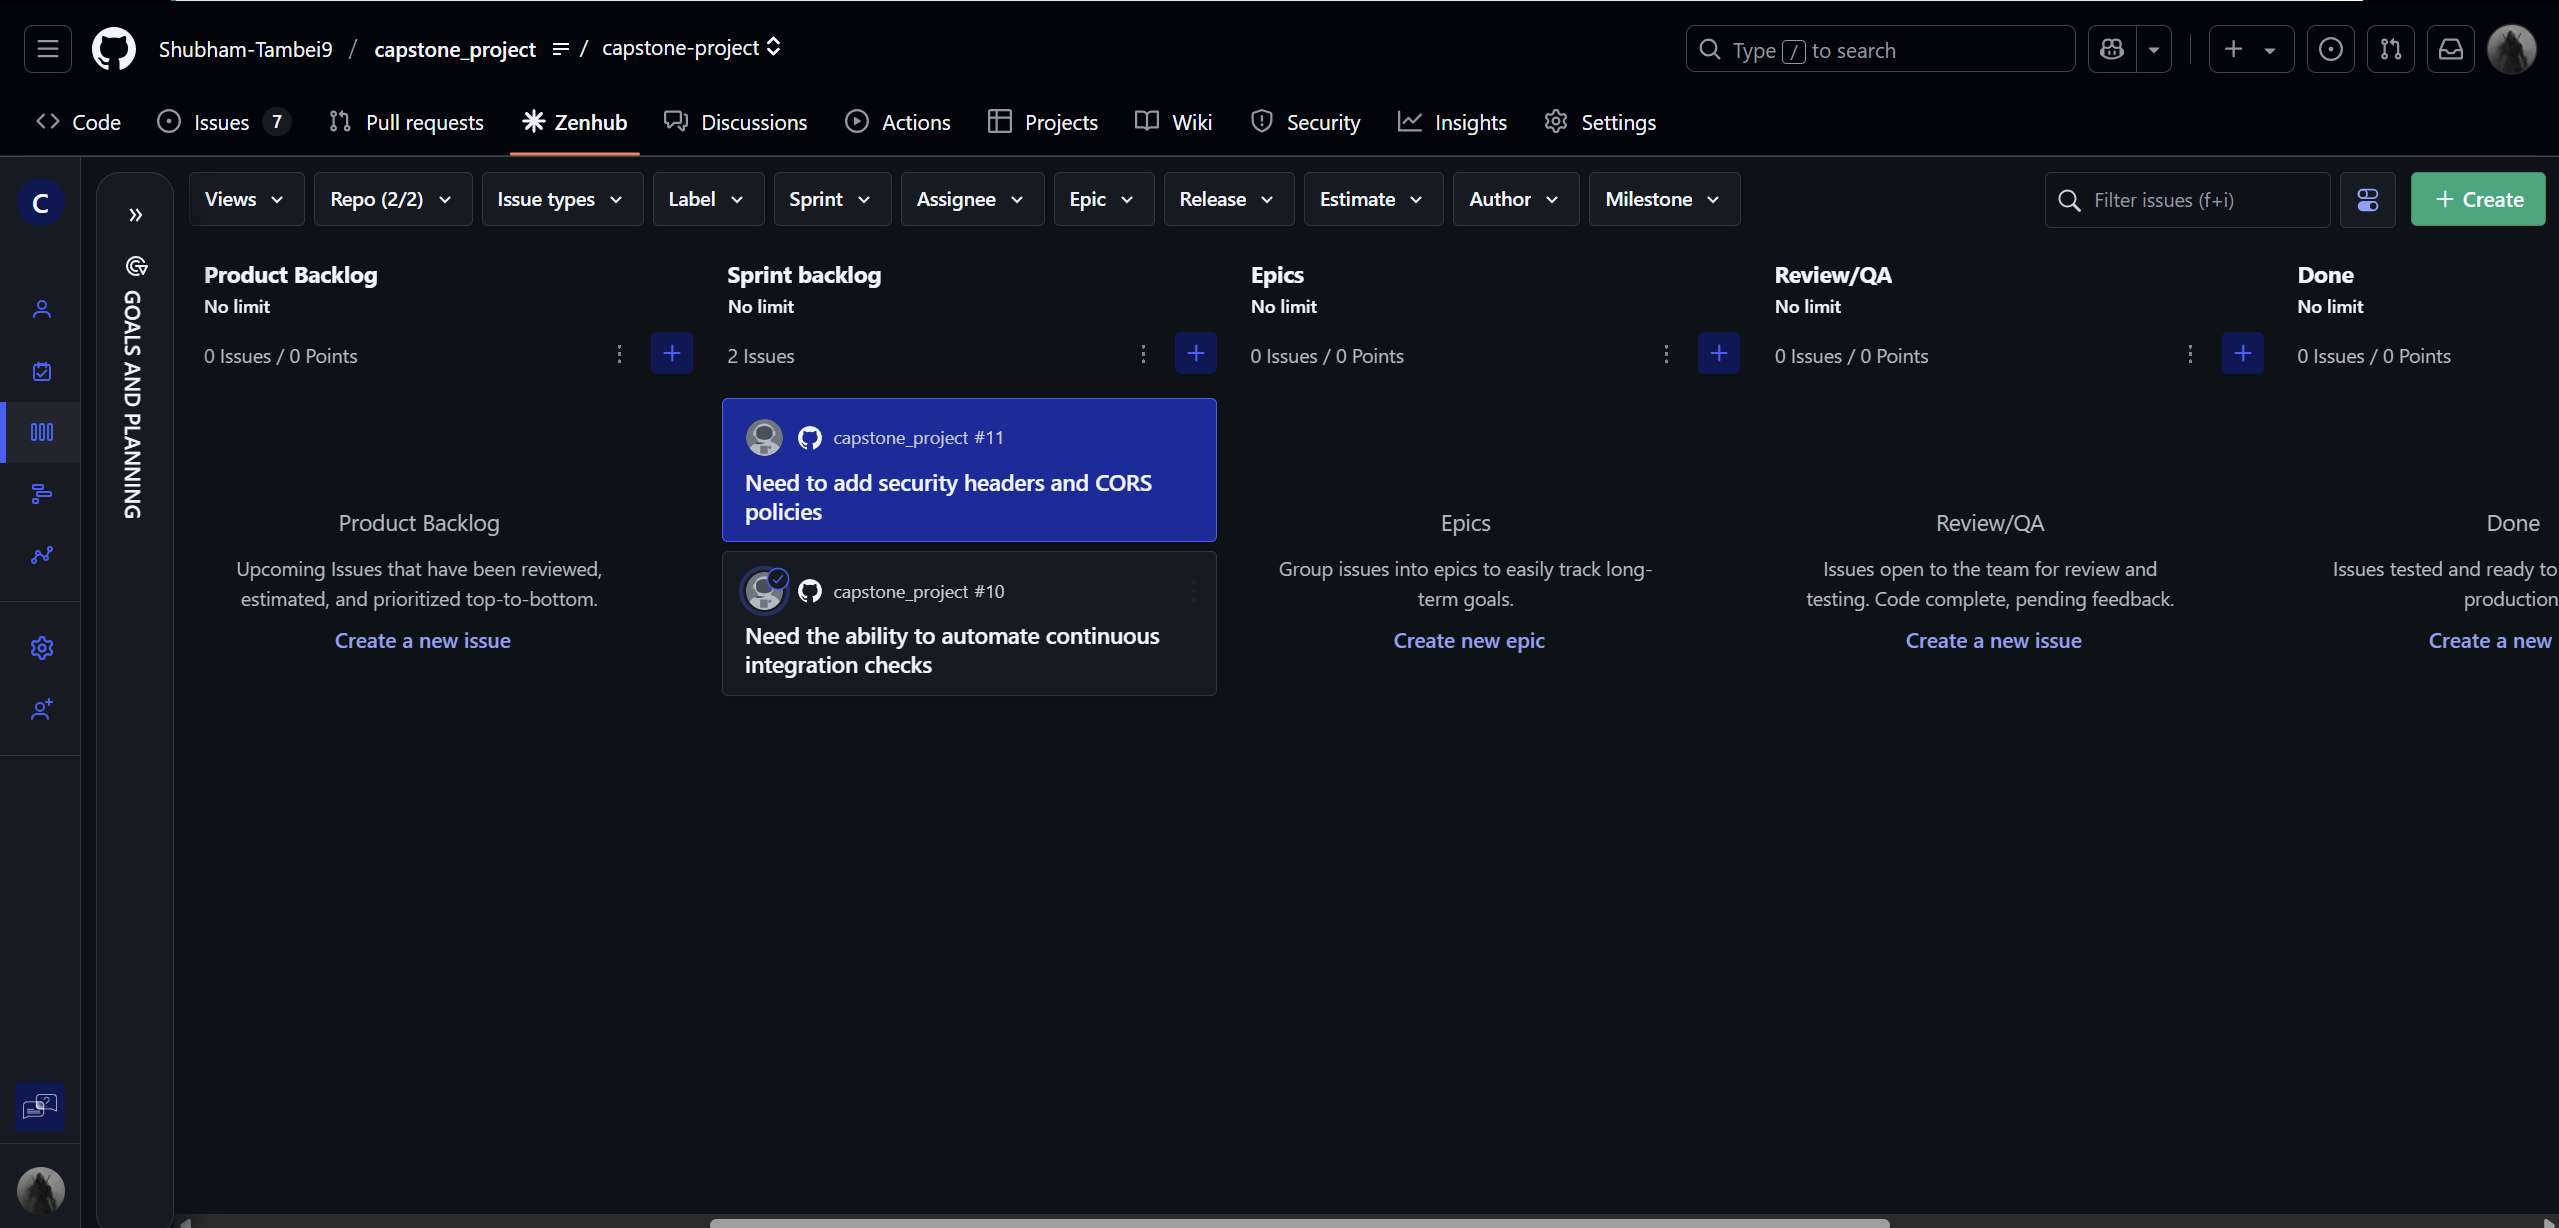 Shubham-Tambei9 / capstone_project / capstone-project
Type / to search
Code
Issues 7
Pull requests
Zenhub
Discussions
Actions
Projects
Wiki
Security
Insights
Settings
C
GOALS AND PLANNING
Views
Repo (2/2)
Issue types
Label
Sprint
Assignee
Epic
Release
Estimate
Author
Milestone
Filter issues (f+i)
+ Create
Product Backlog
No limit
0 Issues / 0 Points
Product Backlog
Upcoming Issues that have been reviewed,
estimated, and prioritized top-to-bottom.
Create a new issue
Sprint backlog
No limit
2 Issues
capstone_project #11
Need to add security headers and CORS
policies
capstone_project #10
Need the ability to automate continuous
integration checks
Epics
No limit
0 Issues / 0 Points
Epics
Group issues into epics to easily track long-
term goals.
Create new epic
Review/QA
No limit
0 Issues / 0 Points
Review/QA
Issues open to the team for review and
testing. Code complete, pending feedback.
Create a new issue
Done
No limit
0 Issues / 0 Points
Done
Issues tested and ready to
production
Create a new